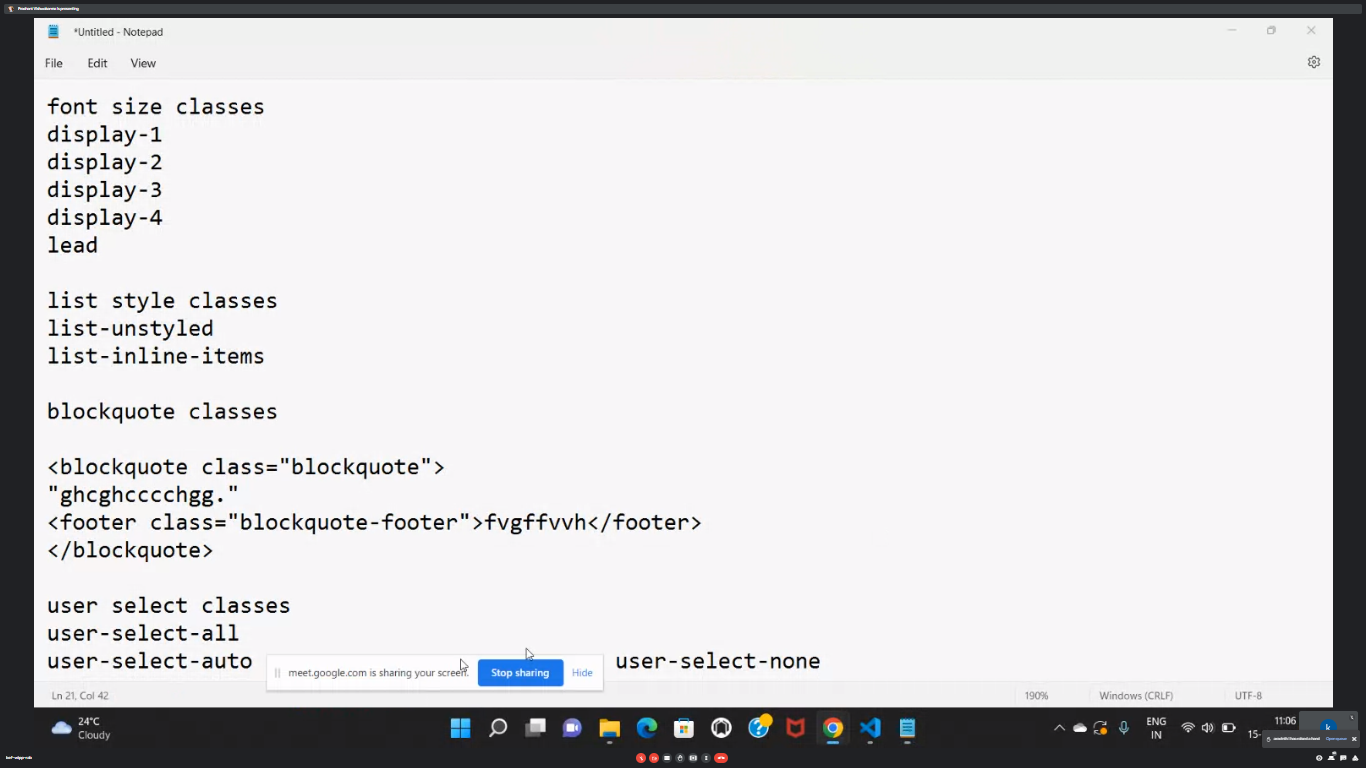 *Untitled - Notepad
File Edit View
font size classes
display-1
display-2
display-3
display-4
lead
list style classes
list-unstyled
list-inline-items
blockquote classes
<blockquote class="blockquote">
"ghcghcccchgg."
<footer class="blockquote-footer">fvgffvvh</footer>
</blockquote>
user select classes
user-select-all
user-select-auto user-select-none
meet.google.com is sharing your screen. Stop sharing Hide
Ln 21, Col 42 190% Windows (CRLF) UTF-8
24°C
Cloudy
ENG
IN
11:06
15-